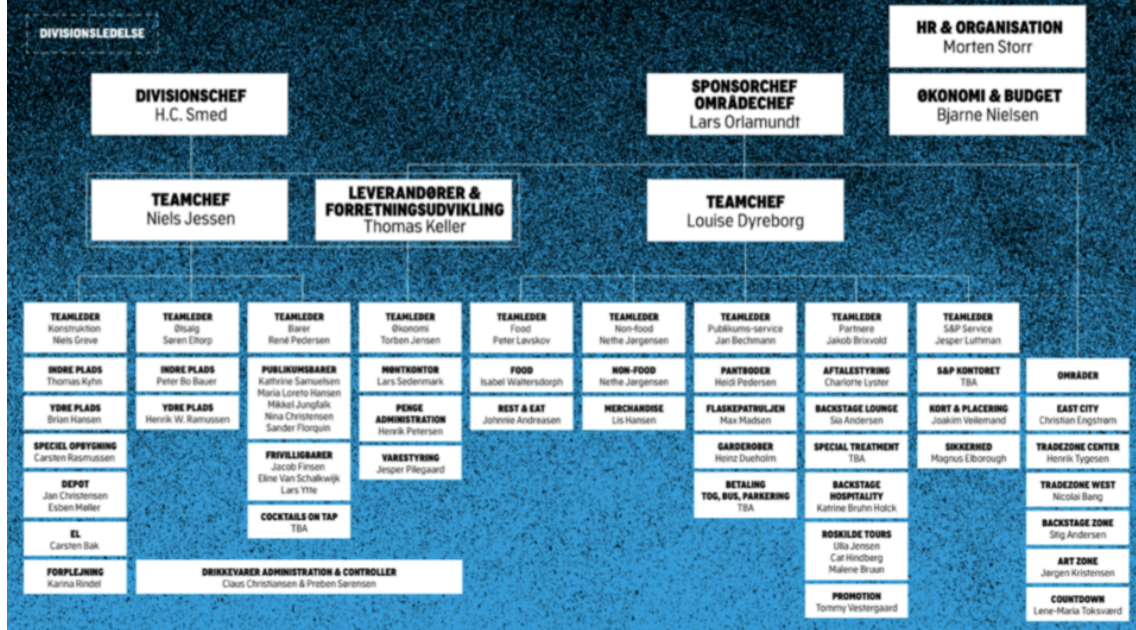 DIVISIONSLEDELSE
HR & ORGANISATION
Morten Storr
ØKONOMI & BUDGET
Bjarne Nielsen
DIVISIONSCHEF
H.C. Smed
SPONSORCHEF
OMRÅDECHEF
Lars Orlamundt
TEAMCHEF
Niels Jessen
LEVERANDØRER &
FORRETNINGSUDVIKLING
Thomas Keller
TEAMCHEF
Louise Dyreborg
TEAMLEDER
Konstruktion
Niels Greve
INDRE PLADS
Thomas Kyhn
YDRE PLADS
Brian Hansen
SPECIEL OPBYGNING
Carsten Rasmussen
DEPOT
Jan Christensen
Esben Møller
EL
Carsten Bak
FORPLEJNING
Karina Rindel
TEAMLEDER
Ølsalg
Søren Eltorp
INDRE PLADS
Peter Bo Bauer
YDRE PLADS
Henrik W. Ramussen
TEAMLEDER
Barer
René Pedersen
PUBLIKUMSBARER
Kathrine Samuelsen
Maria Loreto Hansen
Mikkel Jungfalk
Nina Christensen
Sander Florquin
FRIVILLIGBARER
Jacob Finsen
Eline Van Schalkwijk
Lars Ytte
COCKTAILS ON TAP
TBA
TEAMLEDER
Økonomi
Torben Jensen
MØNTKONTOR
Lars Sedenmark
PENGE
ADMINISTRATION
Henrik Petersen
VARESTYRING
Jesper Pilegaard
DRIKKEVARER ADMINISTRATION & CONTROLLER
Claus Christiansen & Preben Sørensen
TEAMLEDER
Food
Peter Løvskov
FOOD
Isabel Waltersdorph
REST & EAT
Johnnie Andreasen
TEAMLEDER
Non-food
Nethe Jørgensen
NON-FOOD
Nethe Jørgensen
MERCHANDISE
Lis Hansen
TEAMLEDER
Publikums-service
Jan Bechmann
PANTBODER
Heidi Pedersen
FLASKEPATRULJEN
Max Madsen
GARDEROBER
Heinz Dueholm
BETALING
TOG, BUS, PARKERING
TBA
TEAMLEDER
Partnere
Jakob Brixvold
AFTALESTYRING
Charlotte Lyster
BACKSTAGE LOUNGE
Sia Andersen
SPECIAL TREATMENT
TBA
BACKSTAGE
HOSPITALITY
Katrine Bruhn Holck
ROSKILDE TOURS
Ulla Jensen
Cat Hindberg
Malene Bruun
PROMOTION
Tommy Vestergaard
TEAMLEDER
S&P Service
Jesper Luthman
S&P KONTORET
TBA
KORT & PLACERING
Joakim Veilemand
SIKKERHED
Magnus Elborough
OMRÅDER
EAST CITY
Christian Engstrøm
TRADEZONE CENTER
Henrik Tygesen
TRADEZONE WEST
Nicolai Bang
BACKSTAGE ZONE
Stig Andersen
ART ZONE
Jørgen Kristensen
COUNTDOWN
Lene-Maria Toksværd